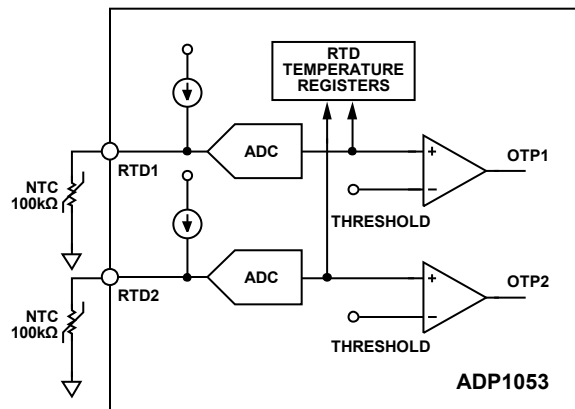 RTD
TEMPERATURE
REGISTERS
ADC
OTP1
+
−
RTD1
NTC
100kΩ
THRESHOLD
ADC
OTP2
+
−
RTD2
NTC
100kΩ
THRESHOLD
ADP1053